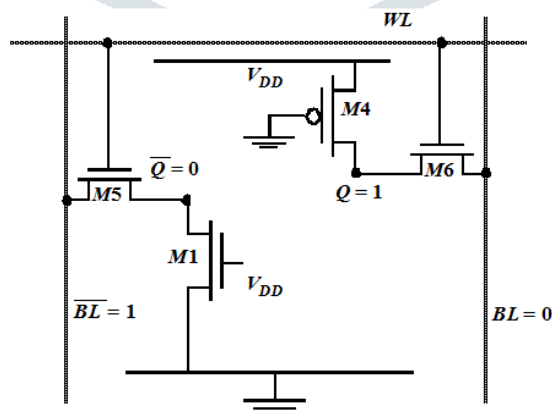 WL
V_DD
M4
Q̅ = 0
M5
M6
Q = 1
M1
V_DD
B̅L̅ = 1
BL = 0